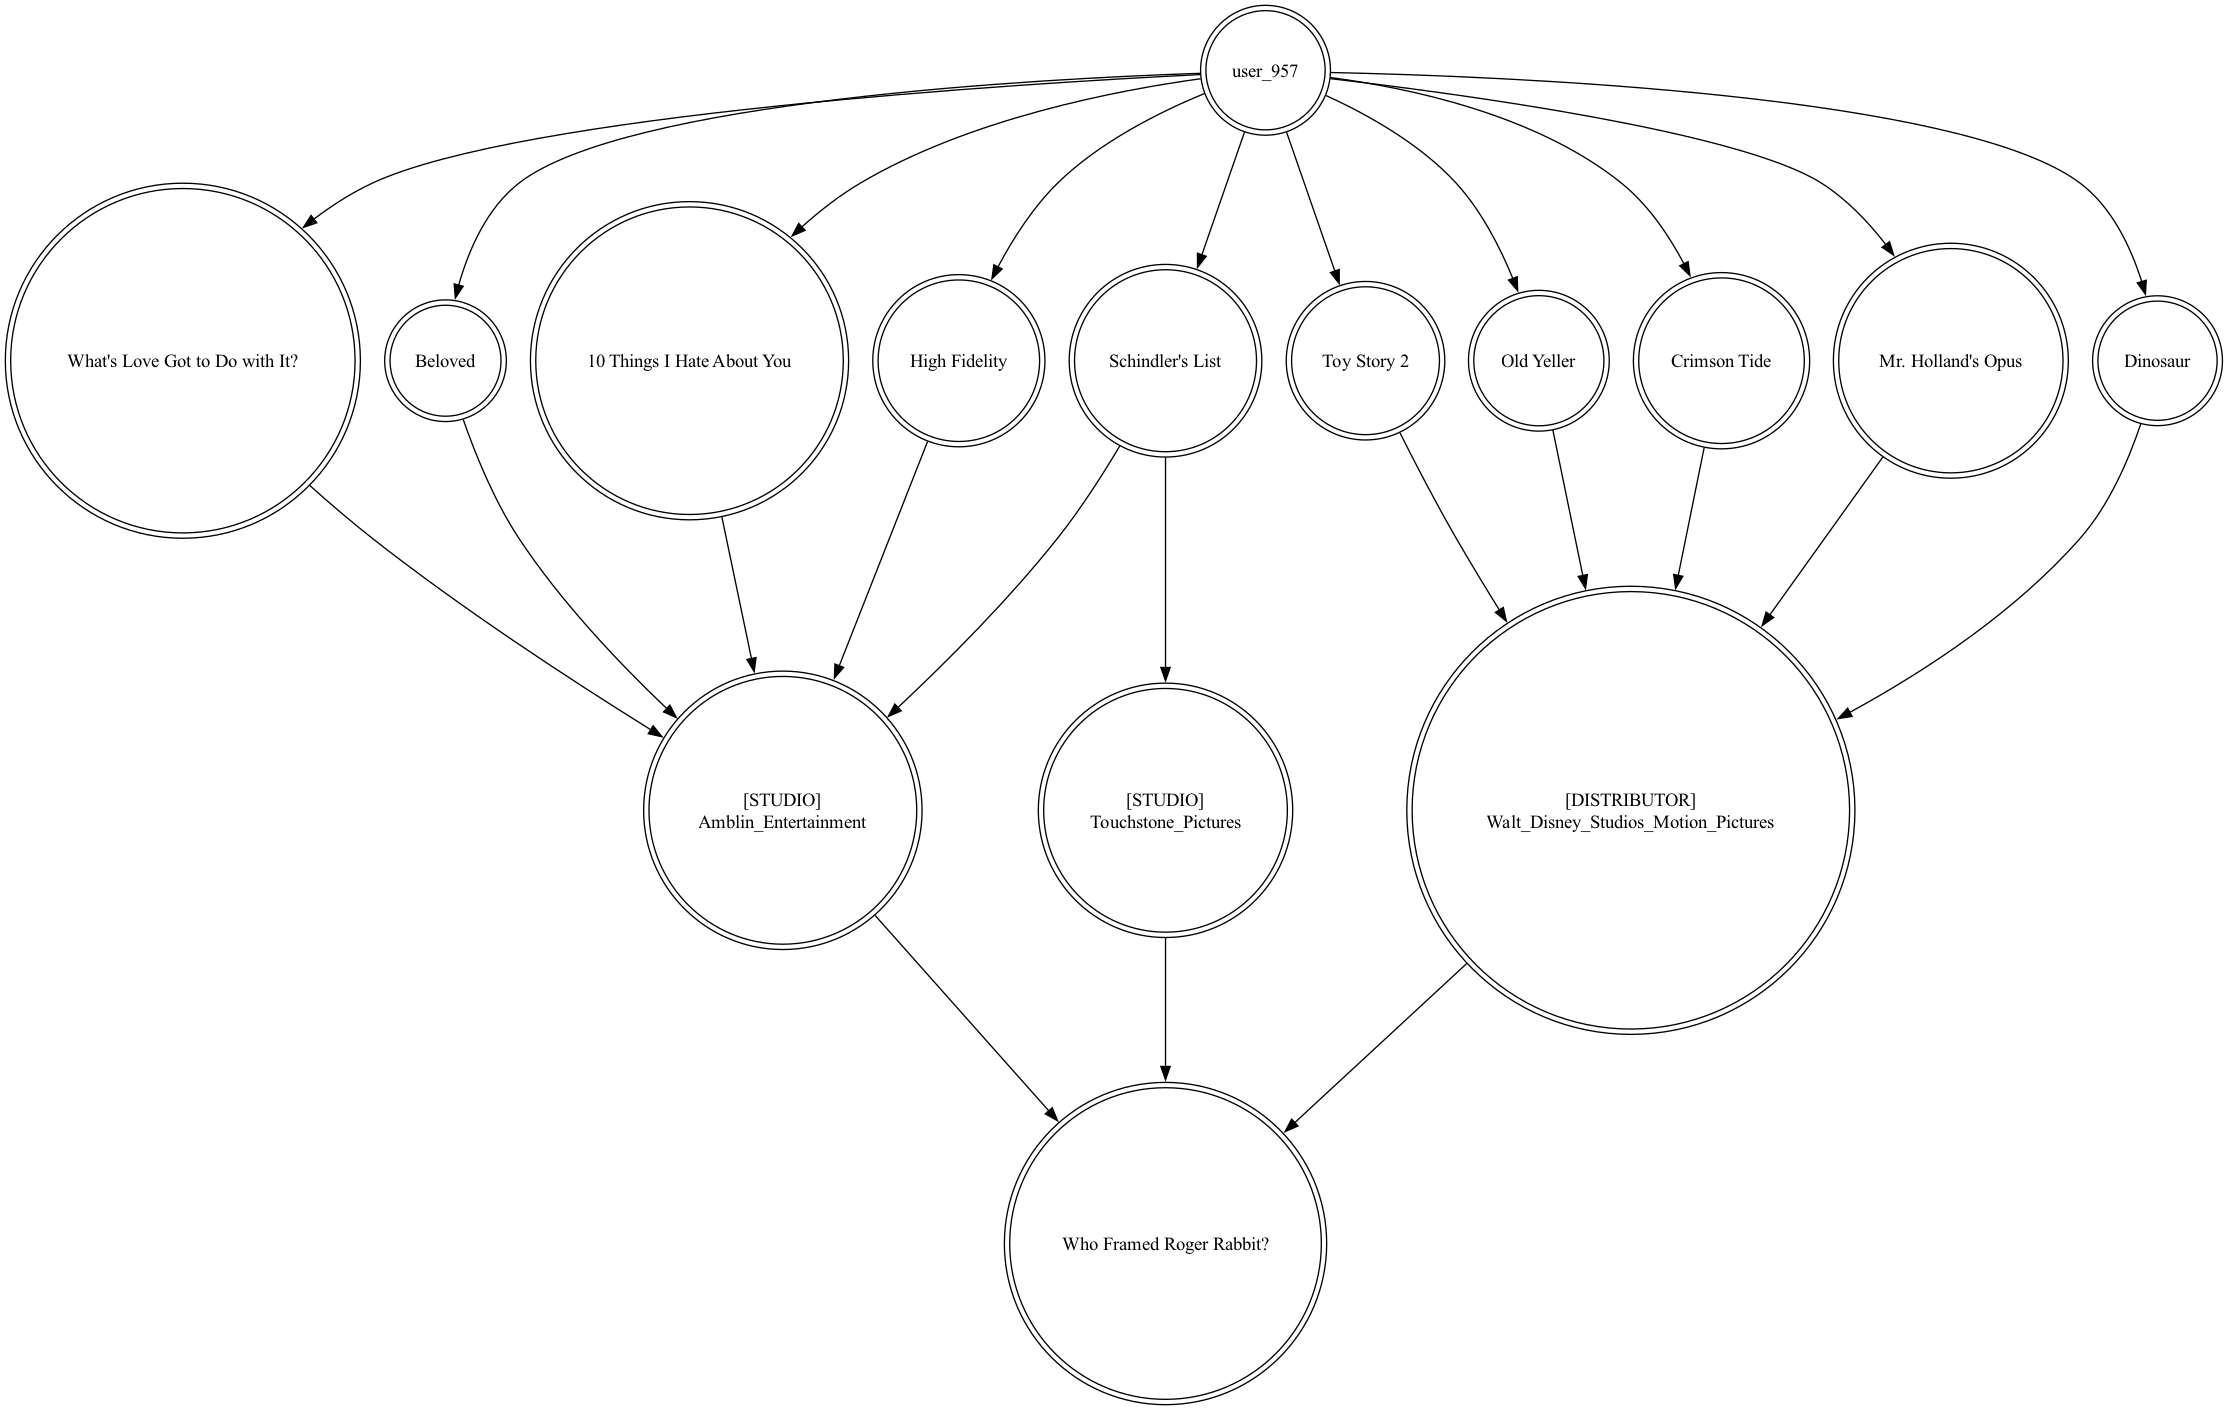 user_957
What's Love Got to Do with It?
Beloved
10 Things I Hate About You
High Fidelity
Schindler's List
Toy Story 2
Old Yeller
Crimson Tide
Mr. Holland's Opus
Dinosaur
[STUDIO]
Amblin_Entertainment
[STUDIO]
Touchstone_Pictures
[DISTRIBUTOR]
Walt_Disney_Studios_Motion_Pictures
Who Framed Roger Rabbit?